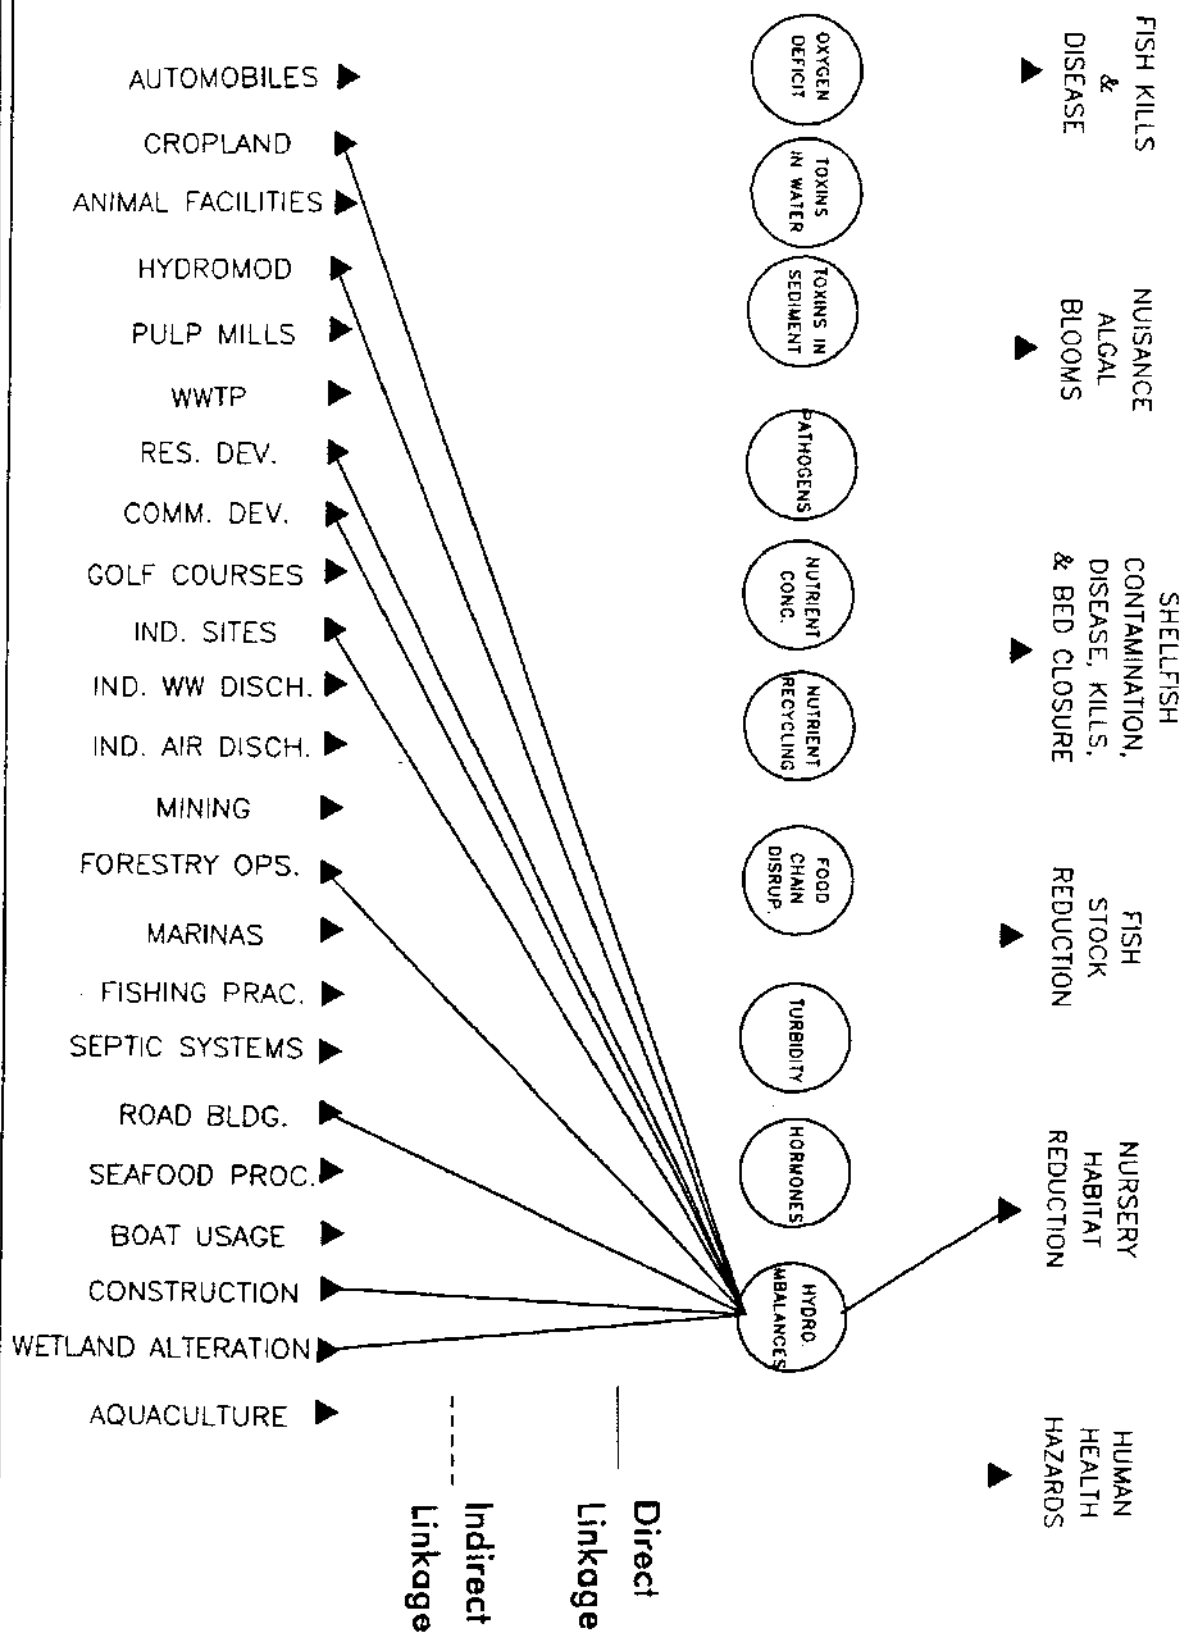 AUTOMOBILES
CROPLAND
ANIMAL FACILITIES
HYDROMOD
PULP MILLS
WWTP
RES. DEV.
COMM. DEV.
GOLF COURSES
IND. SITES
IND. WW DISCH.
IND. AIR DISCH.
MINING
FORESTRY OPS.
MARINAS
FISHING PRAC.
SEPTIC SYSTEMS
ROAD BLDG.
SEAFOOD PROC.
BOAT USAGE
CONSTRUCTION
WETLAND ALTERATION
AQUACULTURE
OXYGEN
DEFICIT
TOXINS
IN WATER
TOXINS IN
SEDIMENT
PATHOGENS
NUTRIENT
CONC.
NUTRIENT
RECYCLING
FOOD
CHAIN
DISRUP.
TURBIDITY
HORMONES
HYDRO.
IMBALANCES
FISH KILLS
&
DISEASE
NUISANCE
ALGAL
BLOOMS
SHELLFISH
CONTAMINATION,
DISEASE, KILLS,
& BED CLOSURE
FISH
STOCK
REDUCTION
NURSERY
HABITAT
REDUCTION
HUMAN
HEALTH
HAZARDS
Direct
Linkage
Indirect
Linkage